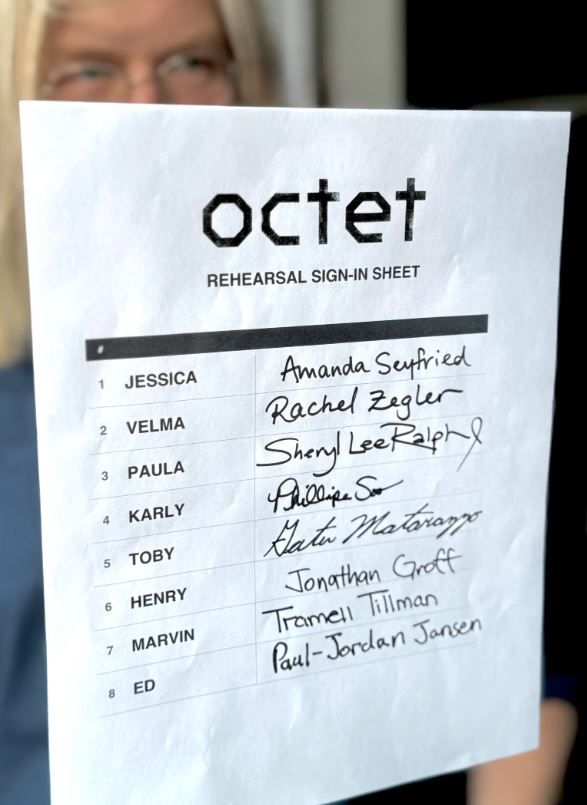 octet
REHEARSAL SIGN-IN SHEET
#
1 JESSICA Amanda Seyfried
2 VELMA Rachel Zegler
3 PAULA Sheryl Lee Ralph
4 KARLY Phillipa Soo
5 TOBY Gaten Matarazzo
6 HENRY Jonathan Groff
7 MARVIN Tramell Tillman
8 ED Paul-Jordan Jansen